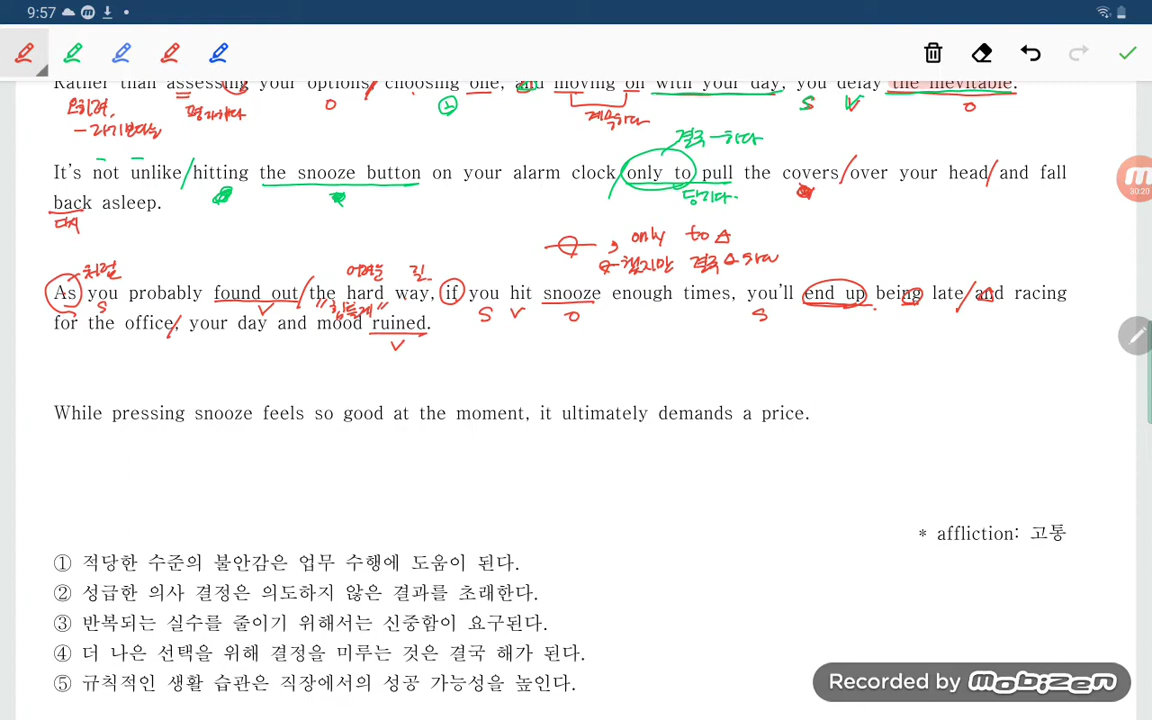 9:57
Rather than assessing your options, choosing one, and moving on with your day, you delay the inevitable.
평가하다
O
②
계속하다
S V O
결국 ~하다
It's not unlike hitting the snooze button on your alarm clock only to pull the covers over your head and fall
당기다.
back asleep.
다시
, only to △
처럼
어려운 길.
As you probably found out the hard way, if you hit snooze enough times, you'll end up being late and racing
S V "힘들게" S V O S
for the office, your day and mood ruined.
V
While pressing snooze feels so good at the moment, it ultimately demands a price.
* affliction: 고통
① 적당한 수준의 불안감은 업무 수행에 도움이 된다.
② 성급한 의사 결정은 의도하지 않은 결과를 초래한다.
③ 반복되는 실수를 줄이기 위해서는 신중함이 요구된다.
④ 더 나은 선택을 위해 결정을 미루는 것은 결국 해가 된다.
⑤ 규칙적인 생활 습관은 직장에서의 성공 가능성을 높인다.
30:20
Recorded by mobizen